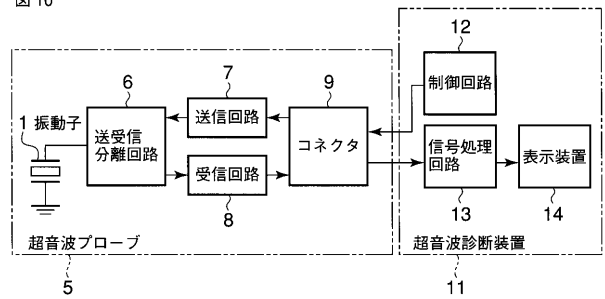 図10
12
制御回路
6
7
9
1 振動子
送受信
分離回路
送信回路
コネクタ
信号処理
回路
表示装置
受信回路
8
13
14
超音波プローブ
超音波診断装置
5
11